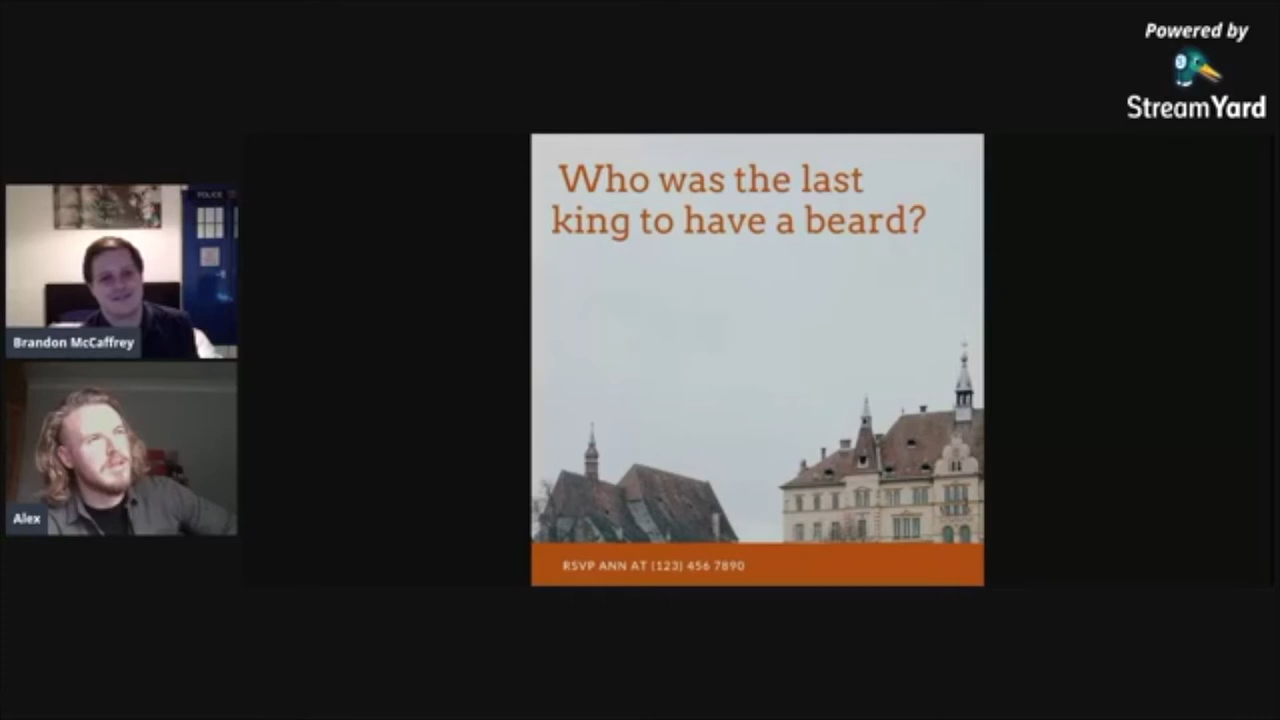 Powered by
StreamYard
Who was the last
king to have a beard?
POLICE
Brandon McCaffrey
Alex
RSVP ANN AT (123) 456 7890